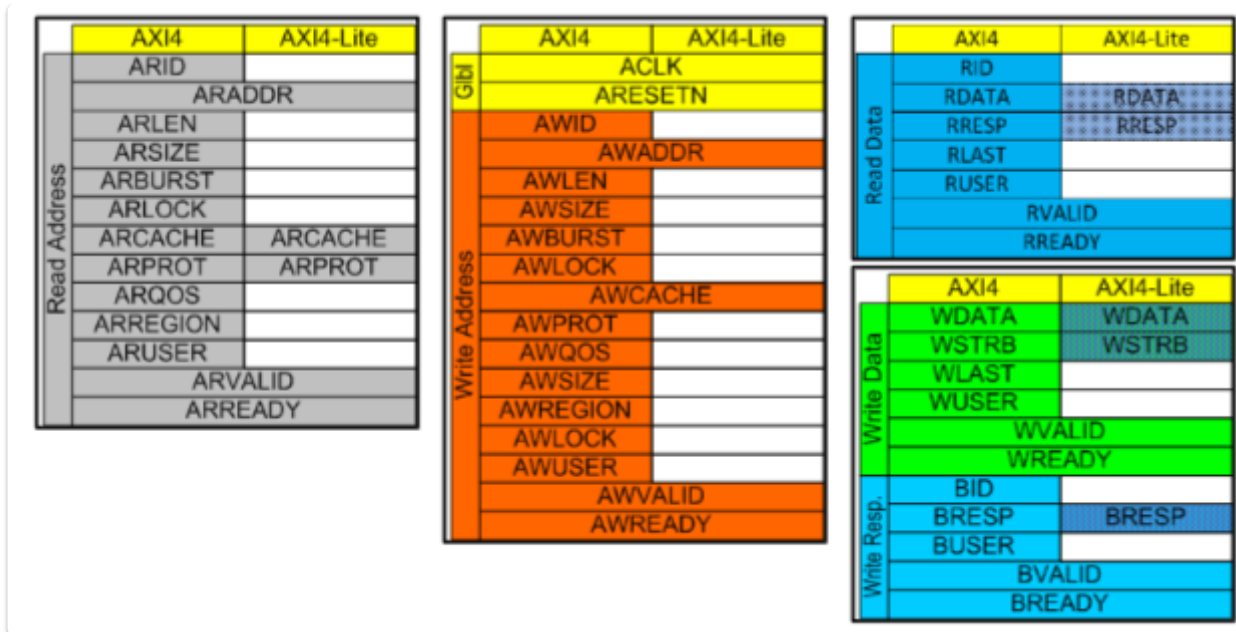 AXI4 AXI4-Lite
Read Address
ARID
ARADDR
ARLEN
ARSIZE
ARBURST
ARLOCK
ARCACHE ARCACHE
ARPROT ARPROT
ARQOS
ARREGION
ARUSER
ARVALID
ARREADY
AXI4 AXI4-Lite
Glbl
ACLK
ARESETN
Write Address
AWID
AWADDR
AWLEN
AWSIZE
AWBURST
AWLOCK
AWCACHE
AWPROT
AWQOS
AWSIZE
AWREGION
AWLOCK
AWUSER
AWVALID
AWREADY
AXI4 AXI4-Lite
Read Data
RID
RDATA RDATA
RRESP RRESP
RLAST
RUSER
RVALID
RREADY
AXI4 AXI4-Lite
Write Data
WDATA WDATA
WSTRB WSTRB
WLAST
WUSER
WVALID
WREADY
Write Resp.
BID
BRESP BRESP
BUSER
BVALID
BREADY